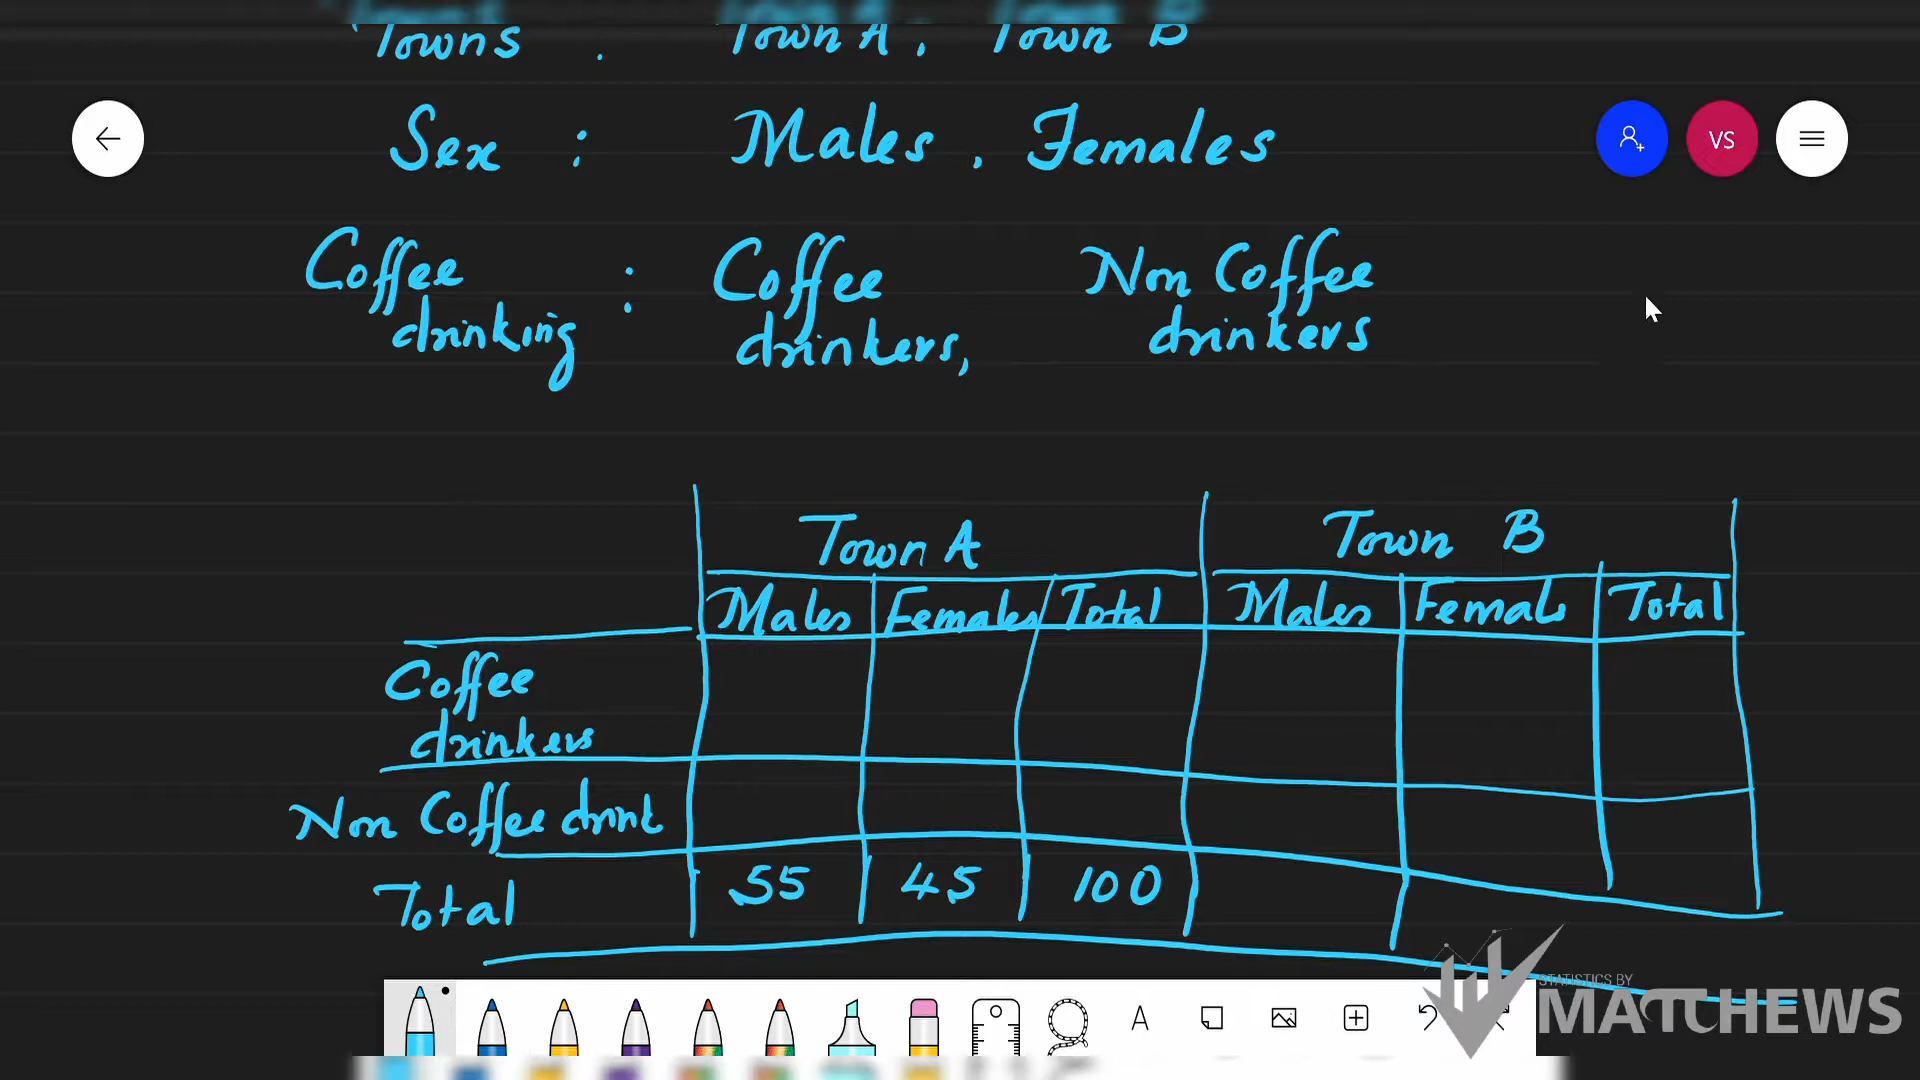 Towns : Town A, Town B
Sex : Males, Females
Coffee drinking : Coffee drinkers, Non Coffee drinkers
VS
Town A Town B
Males Females Total Males Femals Total
Coffee drinkers
Non Coffee drink
Total 55 45 100
STATISTICS BY
MATTHEWS